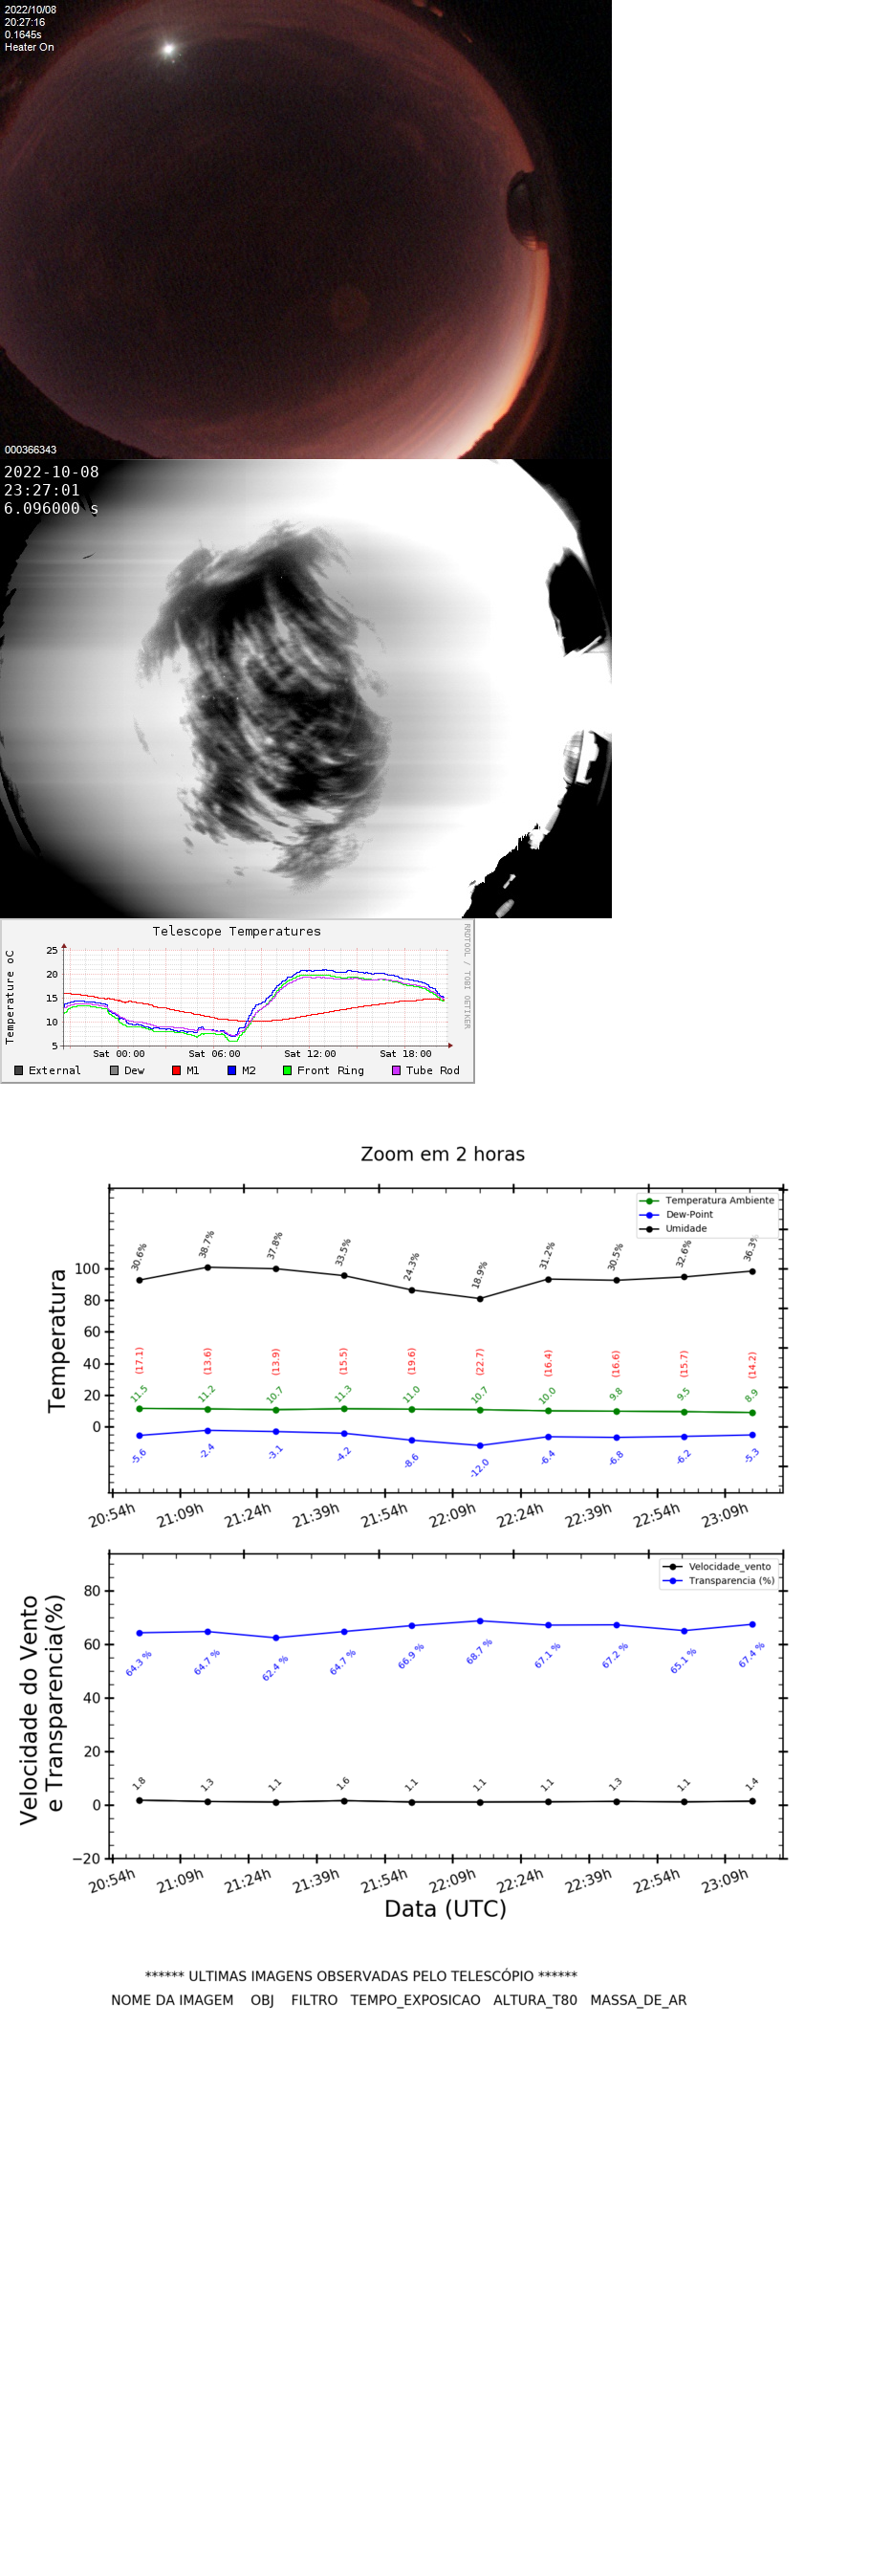 2022/10/08
20:27:16
0.1645s
Heater On
000366343
2022-10-08
23:27:01
6.096000 s
Telescope Temperatures
RRDTOOL / TOBI OETIKER
Temperature oC
25
20
15
10
5
Sat 00:00 Sat 06:00 Sat 12:00 Sat 18:00
External Dew M1 M2 Front Ring Tube Rod
Zoom em 2 horas
Temperatura Ambiente
Dew-Point
Umidade
Temperatura
100
80
60
40
20
0
30.6% 38.7% 37.8% 33.5% 24.3% 18.9% 31.2% 30.5% 32.6% 36.3%
(17.1) (13.6) (13.9) (15.5) (19.6) (22.7) (16.4) (16.6) (15.7) (14.2)
11.5 11.2 10.7 11.3 11.0 10.7 10.0 9.8 9.5 8.9
-5.6 -2.4 -3.1 -4.2 -8.6 -12.0 -6.4 -6.8 -6.2 -5.3
20:54h 21:09h 21:24h 21:39h 21:54h 22:09h 22:24h 22:39h 22:54h 23:09h
Velocidade_vento
Transparencia (%)
Velocidade do Vento
e Transparencia(%)
80
60
40
20
0
−20
64.3 % 64.7 % 62.4 % 64.7 % 66.9 % 68.7 % 67.1 % 67.2 % 65.1 % 67.4 %
1.8 1.3 1.1 1.6 1.1 1.1 1.1 1.3 1.1 1.4
20:54h 21:09h 21:24h 21:39h 21:54h 22:09h 22:24h 22:39h 22:54h 23:09h
Data (UTC)
****** ULTIMAS IMAGENS OBSERVADAS PELO TELESCÓPIO ******
NOME DA IMAGEM OBJ FILTRO TEMPO_EXPOSICAO ALTURA_T80 MASSA_DE_AR